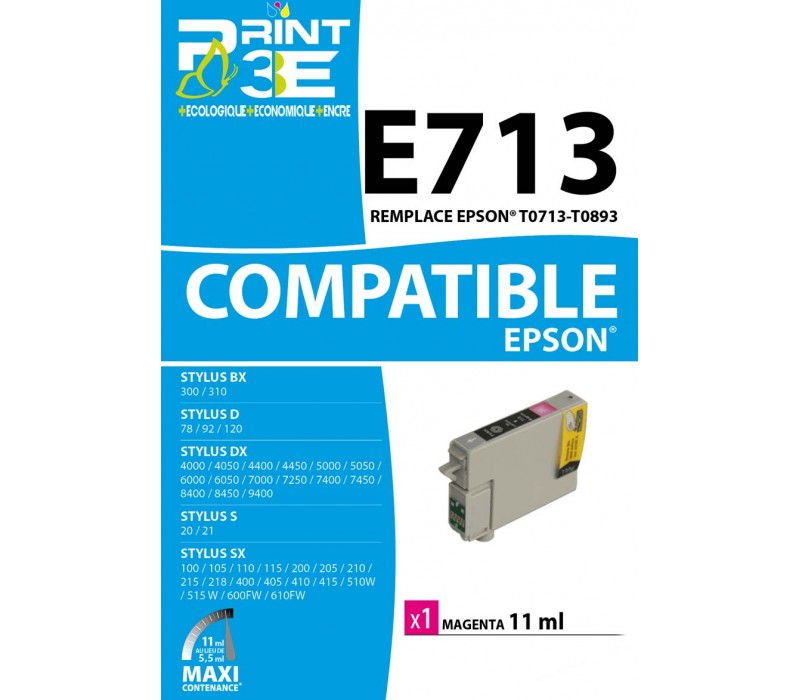 PRINT
3E
+ECOLOGIQUE+ECONOMIQUE+ENCRE
E713
REMPLACE EPSON® T0713-T0893
COMPATIBLE
EPSON®
STYLUS BX
300 / 310
STYLUS D
78 / 92 / 120
STYLUS DX
4000 / 4050 / 4400 / 4450 / 5000 / 5050 /
6000 / 6050 / 7000 / 7250 / 7400 / 7450 /
8400 / 8450 / 9400
STYLUS S
20 / 21
STYLUS SX
100 / 105 / 110 / 115 / 200 / 205 / 210 /
215 / 218 / 400 / 405 / 410 / 415 / 510W
/ 515 W / 600FW / 610FW
11 ml
AU LIEU DE
5,5 ml
MAXI
CONTENANCE*
x1 MAGENTA 11 ml